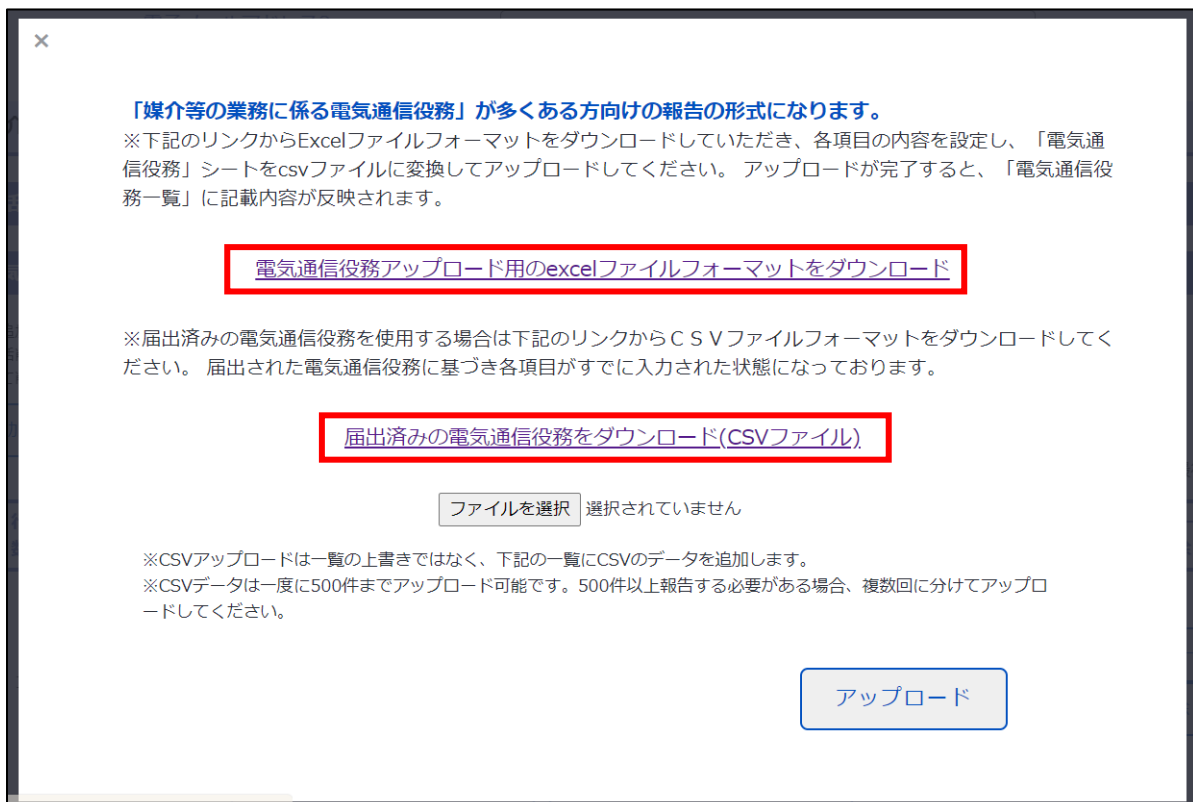 ×
「媒介等の業務に係る電気通信役務」が多くある方向けの報告の形式になります。
※下記のリンクからExcelファイルフォーマットをダウンロードしていただき、各項目の内容を設定し、「電気通
信役務」シートをcsvファイルに変換してアップロードしてください。 アップロードが完了すると、「電気通信役
務一覧」に記載内容が反映されます。
電気通信役務アップロード用のexcelファイルフォーマットをダウンロード
※届出済みの電気通信役務を使用する場合は下記のリンクからＣＳＶファイルフォーマットをダウンロードしてく
ださい。 届出された電気通信役務に基づき各項目がすでに入力された状態になっております。
届出済みの電気通信役務をダウンロード(CSVファイル)
ファイルを選択 選択されていません
※CSVアップロードは一覧の上書きではなく、下記の一覧にCSVのデータを追加します。
※CSVデータは一度に500件までアップロード可能です。500件以上報告する必要がある場合、複数回に分けてアップロ
ードしてください。
アップロード